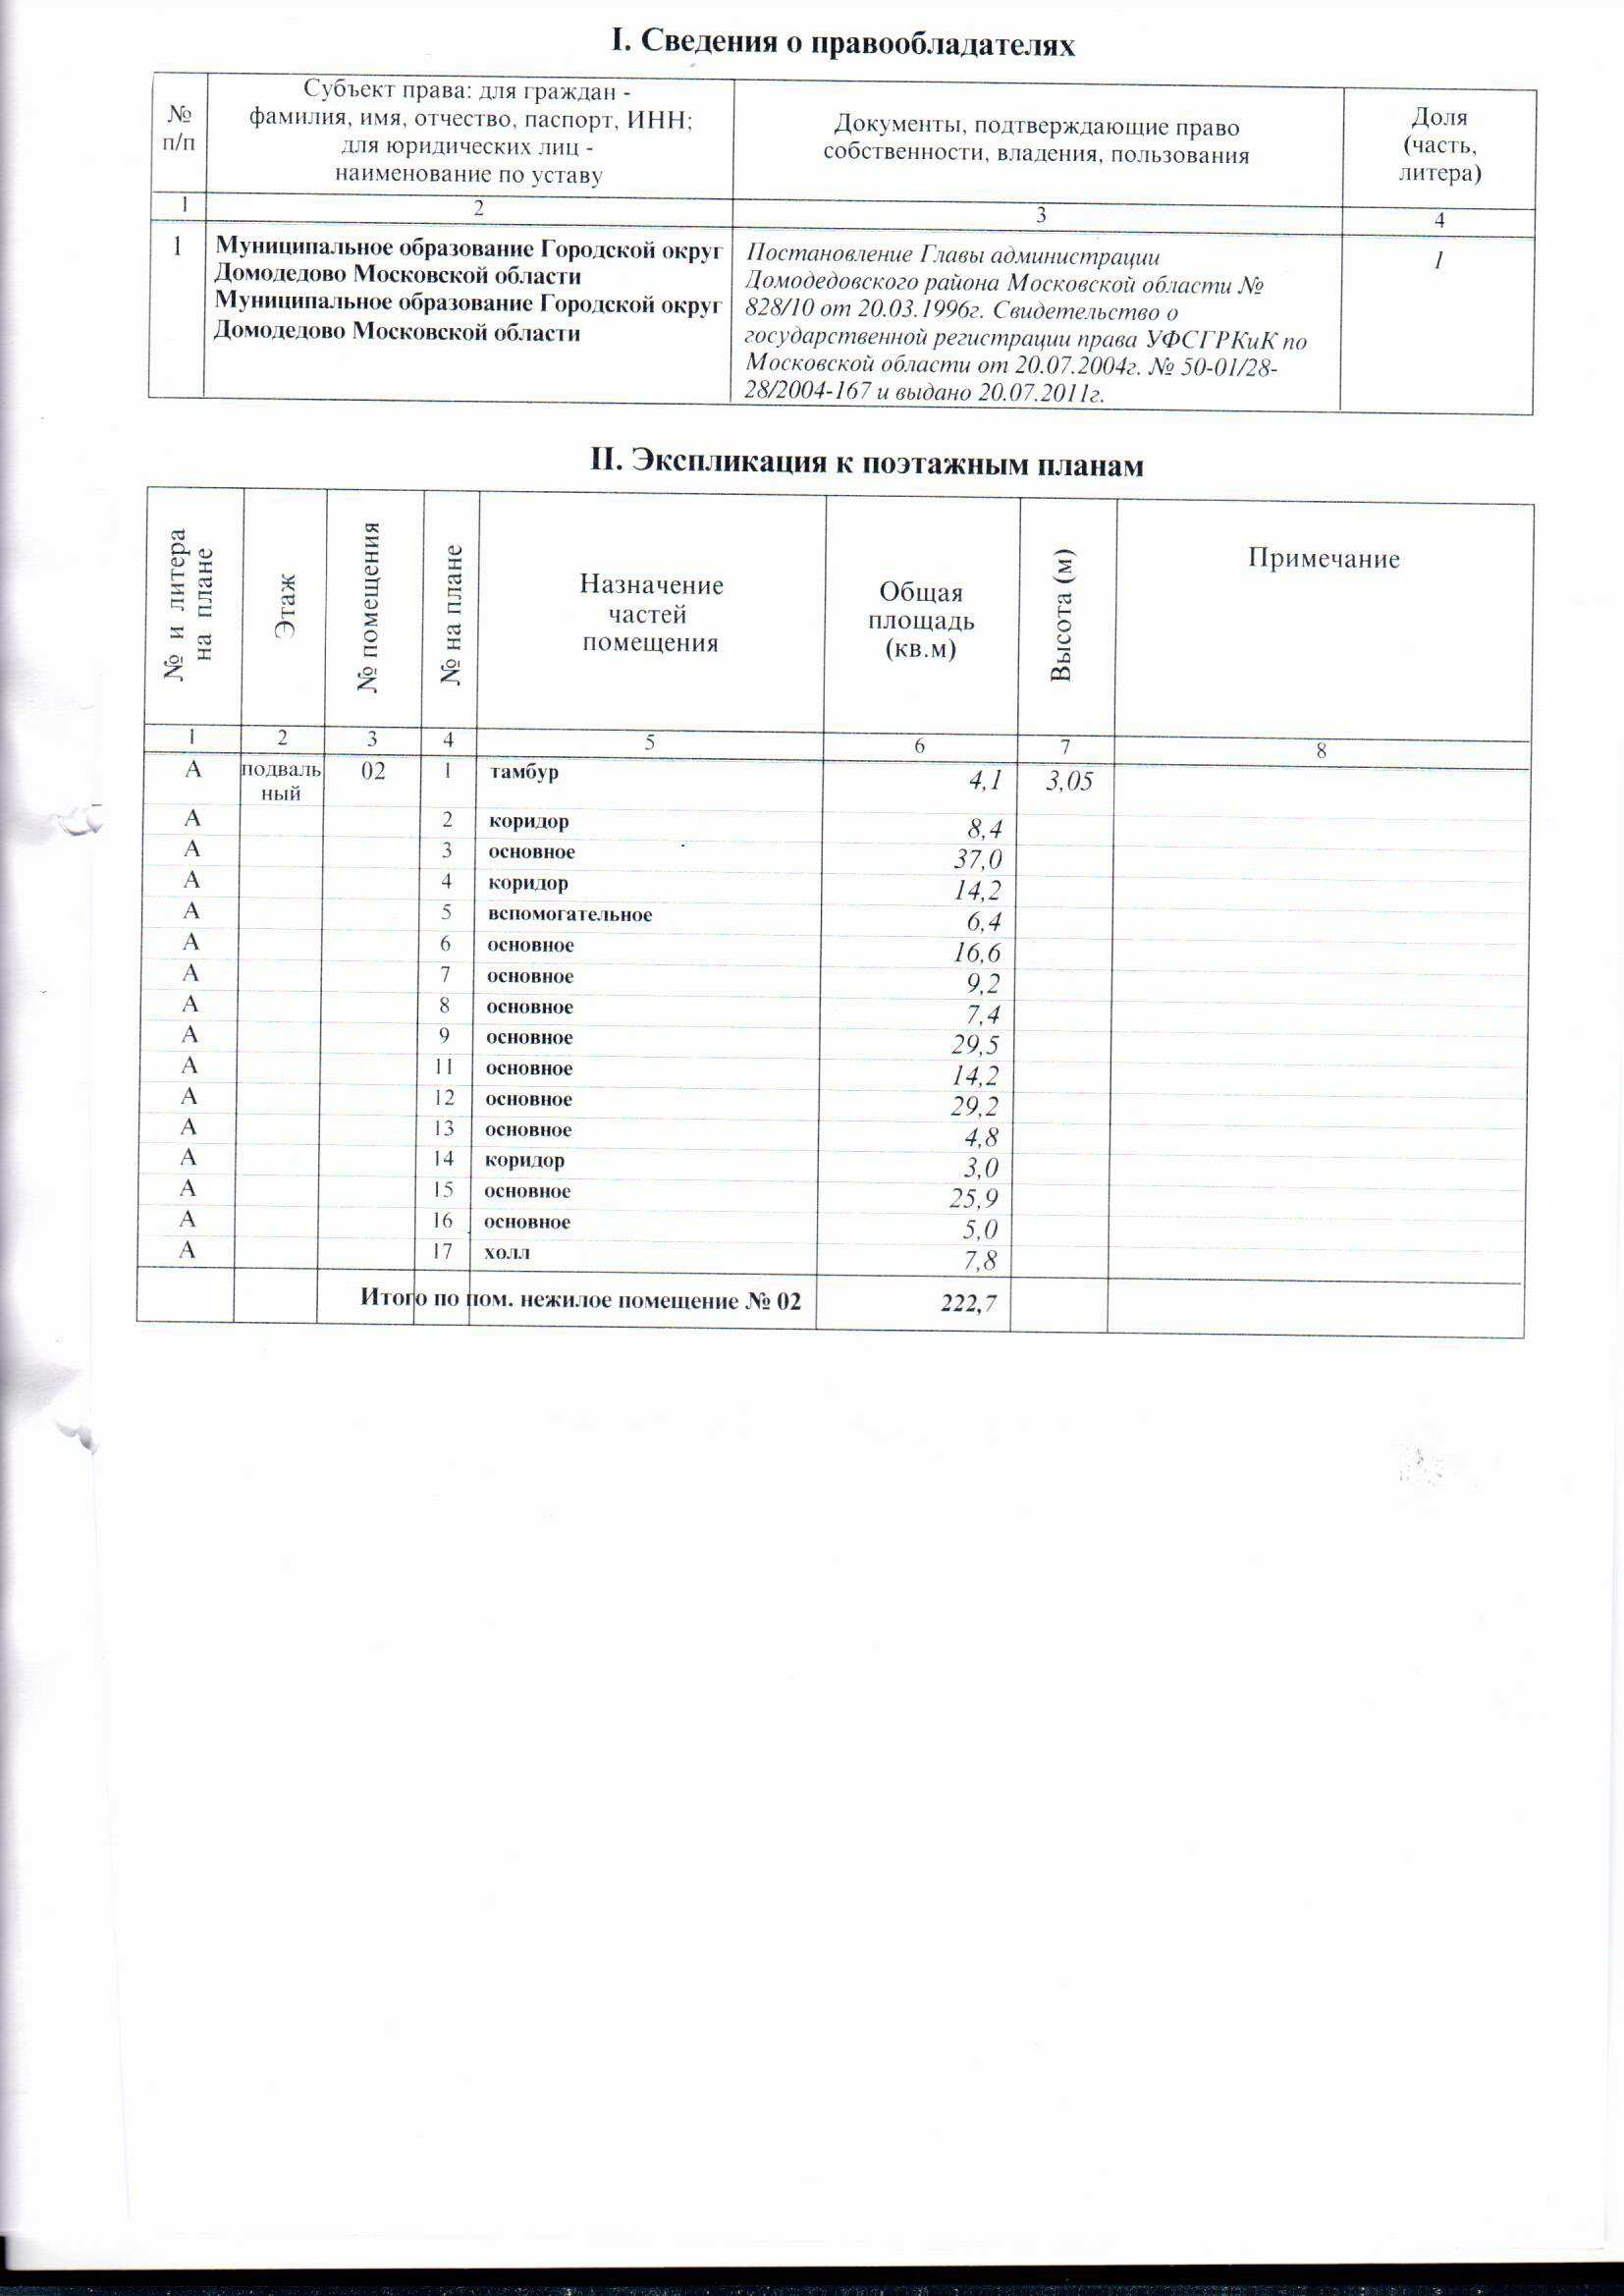 I. Сведения о правообладателях
№ п/п
Субъект права: для граждан -
фамилия, имя, отчество, паспорт, ИНН;
для юридических лиц -
наименование по уставу
Документы, подтверждающие право
собственности, владения, пользования
Доля
(часть,
литера)
1 2 3 4
1
Муниципальное образование Городской округ
Домодедово Московской области
Муниципальное образование Городской округ
Домодедово Московской области
Постановление Главы администрации
Домодедовского района Московской области №
828/10 от 20.03.1996г. Свидетельство о
государственной регистрации права УФСГРКиК по
Московской области от 20.07.2004г. № 50-01/28-
28/2004-167 и выдано 20.07.2011г.
1
II. Экспликация к поэтажным планам
№ и литера
на плане
Этаж
№ помещения
№ на плане
Назначение
частей
помещения
Общая
площадь
(кв.м)
Высота (м)
Примечание
1 2 3 4 5 6 7 8
А подваль 02 1 тамбур 4,1 3,05
ный
А 2 коридор 8,4
А 3 основное 37,0
А 4 коридор 14,2
А 5 вспомогательное 6,4
А 6 основное 16,6
А 7 основное 9,2
А 8 основное 7,4
А 9 основное 29,5
А 11 основное 14,2
А 12 основное 29,2
А 13 основное 4,8
А 14 коридор 3,0
А 15 основное 25,9
А 16 основное 5,0
А 17 холл 7,8
Итого по пом. нежилое помещение № 02 222,7